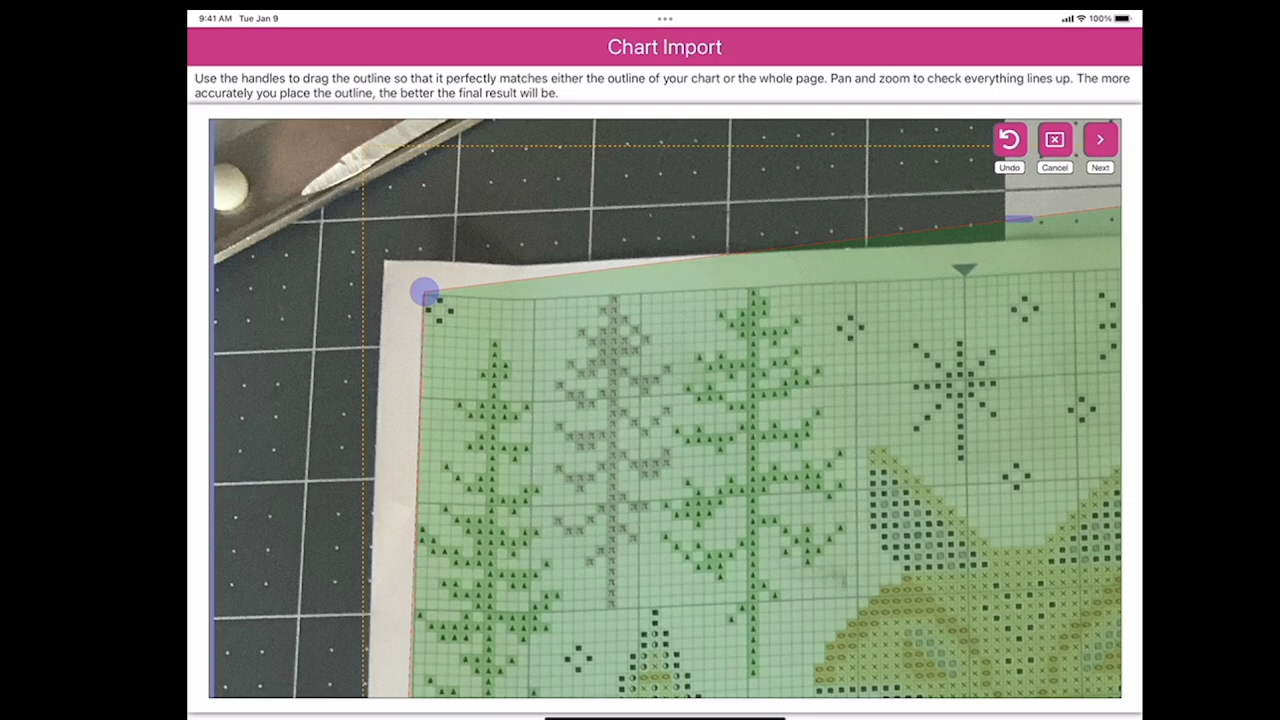 9:41 AM Tue Jan 9
100%
Chart Import
Use the handles to drag the outline so that it perfectly matches either the outline of your chart or the whole page. Pan and zoom to check everything lines up. The more
accurately you place the outline, the better the final result will be.
Undo Cancel Next